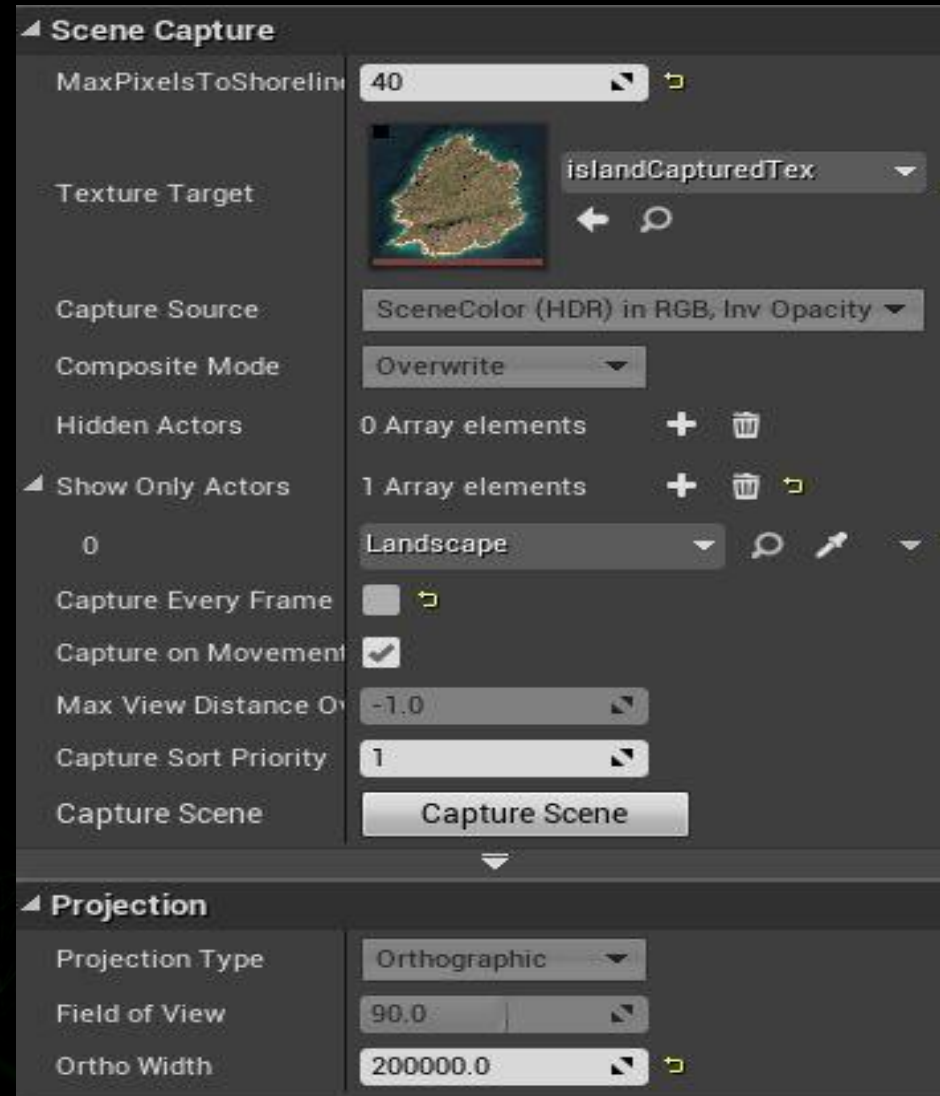 Scene Capture
MaxPixelsToShoreline 40
Texture Target islandCapturedTex
Capture Source SceneColor (HDR) in RGB, Inv Opacity
Composite Mode Overwrite
Hidden Actors 0 Array elements
Show Only Actors 1 Array elements
0 Landscape
Capture Every Frame
Capture on Movement
Max View Distance Ov -1.0
Capture Sort Priority 1
Capture Scene Capture Scene
Projection
Projection Type Orthographic
Field of View 90.0
Ortho Width 200000.0